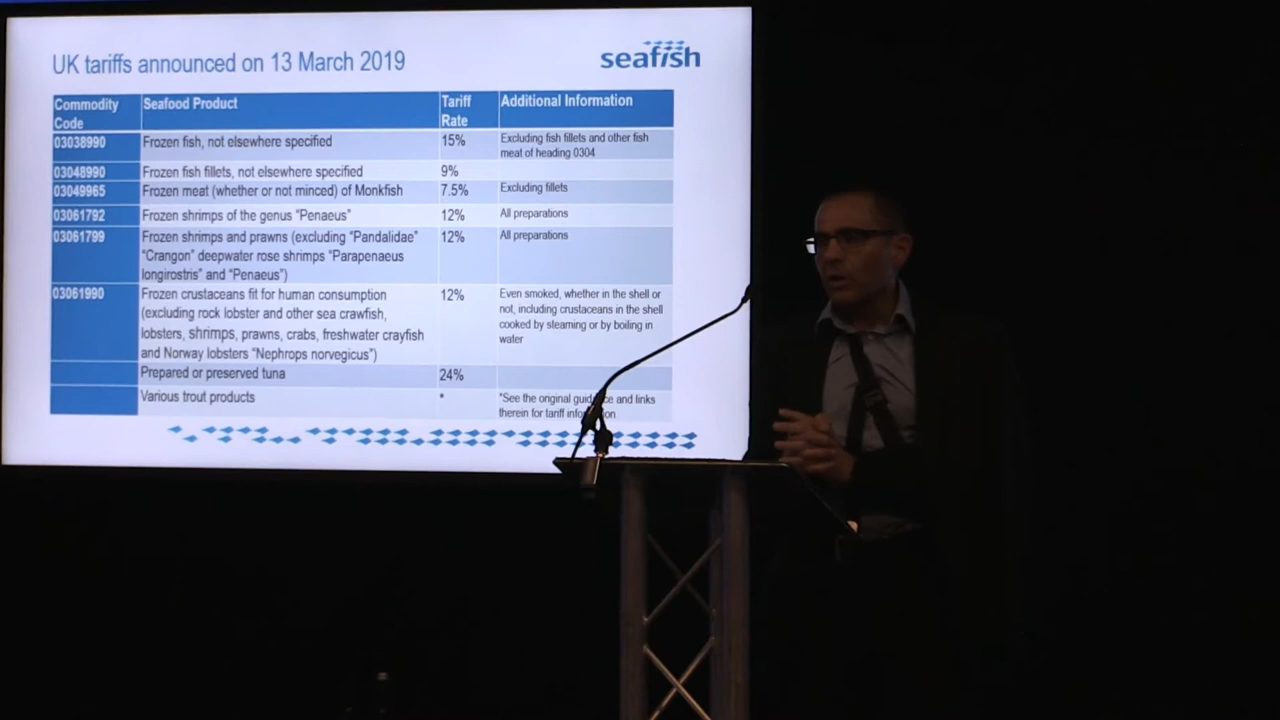 UK tariffs announced on 13 March 2019
seafish
Commodity Code
Seafood Product
Tariff Rate
Additional Information
03038990
Frozen fish, not elsewhere specified
15%
Excluding fish fillets and other fish
meat of heading 0304
03048990
Frozen fish fillets, not elsewhere specified
9%
03049965
Frozen meat (whether or not minced) of Monkfish
7.5%
Excluding fillets
03061792
Frozen shrimps of the genus “Penaeus”
12%
All preparations
03061799
Frozen shrimps and prawns (excluding “Pandalidae”
“Crangon” deepwater rose shrimps “Parapenaeus
longirostris” and “Penaeus”)
12%
All preparations
03061990
Frozen crustaceans fit for human consumption
(excluding rock lobster and other sea crawfish,
lobsters, shrimps, prawns, crabs, freshwater crayfish
and Norway lobsters “Nephrops norvegicus”)
12%
Even smoked, whether in the shell or
not, including crustaceans in the shell
cooked by steaming or by boiling in
water
Prepared or preserved tuna
24%
Various trout products
*
*See the original guidance and links
therein for tariff information